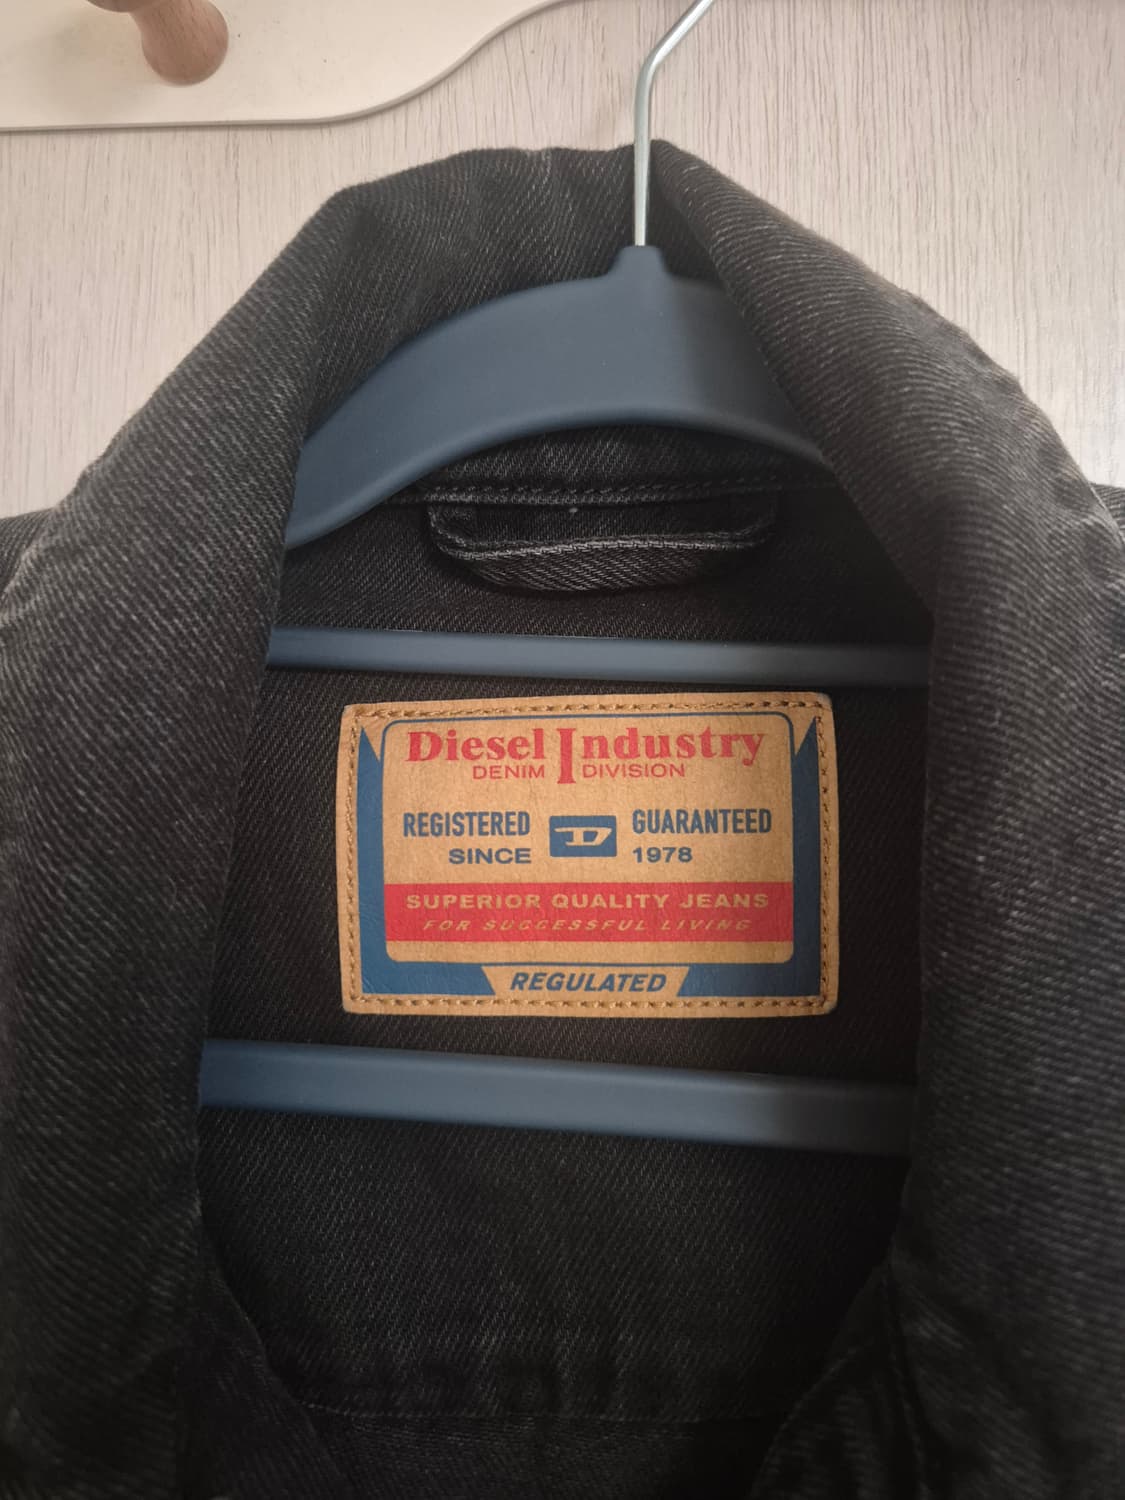 Diesel Industry
DENIM DIVISION
REGISTERED D GUARANTEED
SINCE 1978
SUPERIOR QUALITY JEANS
FOR SUCCESSFUL LIVING
REGULATED